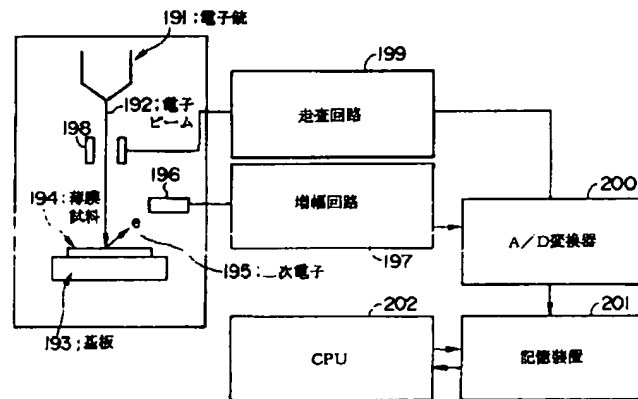 191;電子銃
199
192;電子
ビーム
走査回路
198
196
200
194;薄膜
試料
増幅回路
e
A/D変換器
197
195;二次電子
202
201
193;基板
CPU
記憶装置